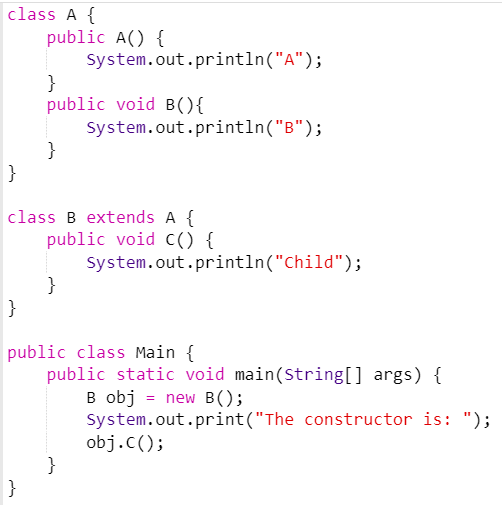 class A {
    public A() {
        System.out.println("A");
    }
    public void B(){
        System.out.println("B");
    }
}

class B extends A {
    public void C() {
        System.out.println("Child");
    }
}

public class Main {
    public static void main(String[] args) {
        B obj = new B();
        System.out.print("The constructor is: ");
        obj.C();
    }
}